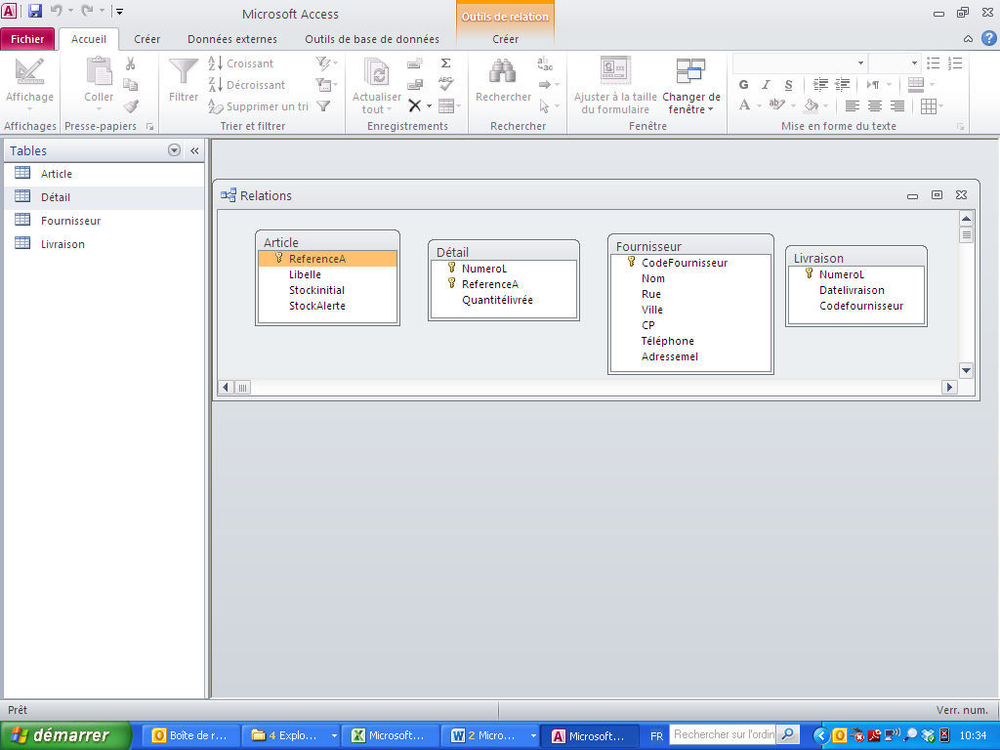 Microsoft Access
Outils de relation
Fichier
Accueil
Créer
Données externes
Outils de base de données
Créer
Affichage
Affichages
Coller
Presse-papiers
Filtrer
Croissant
Décroissant
Supprimer un tri
Trier et filtrer
Actualiser
tout
Enregistrements
Rechercher
Rechercher
Ajuster à la taille
du formulaire
Changer de
fenêtre
Fenêtre
G I S
Mise en forme du texte
Tables
Article
Détail
Fournisseur
Livraison
Relations
Article
ReferenceA
Libelle
Stockinitial
StockAlerte
Détail
NumeroL
ReferenceA
Quantitélivrée
Fournisseur
CodeFournisseur
Nom
Rue
Ville
CP
Téléphone
Adressemel
Livraison
NumeroL
Datelivraison
Codefournisseur
Prêt
Verr. num.
démarrer
Boîte de r...
4 Explo...
Microsoft...
2 Micro...
Microsoft...
FR
Rechercher sur l'ordin
10:34